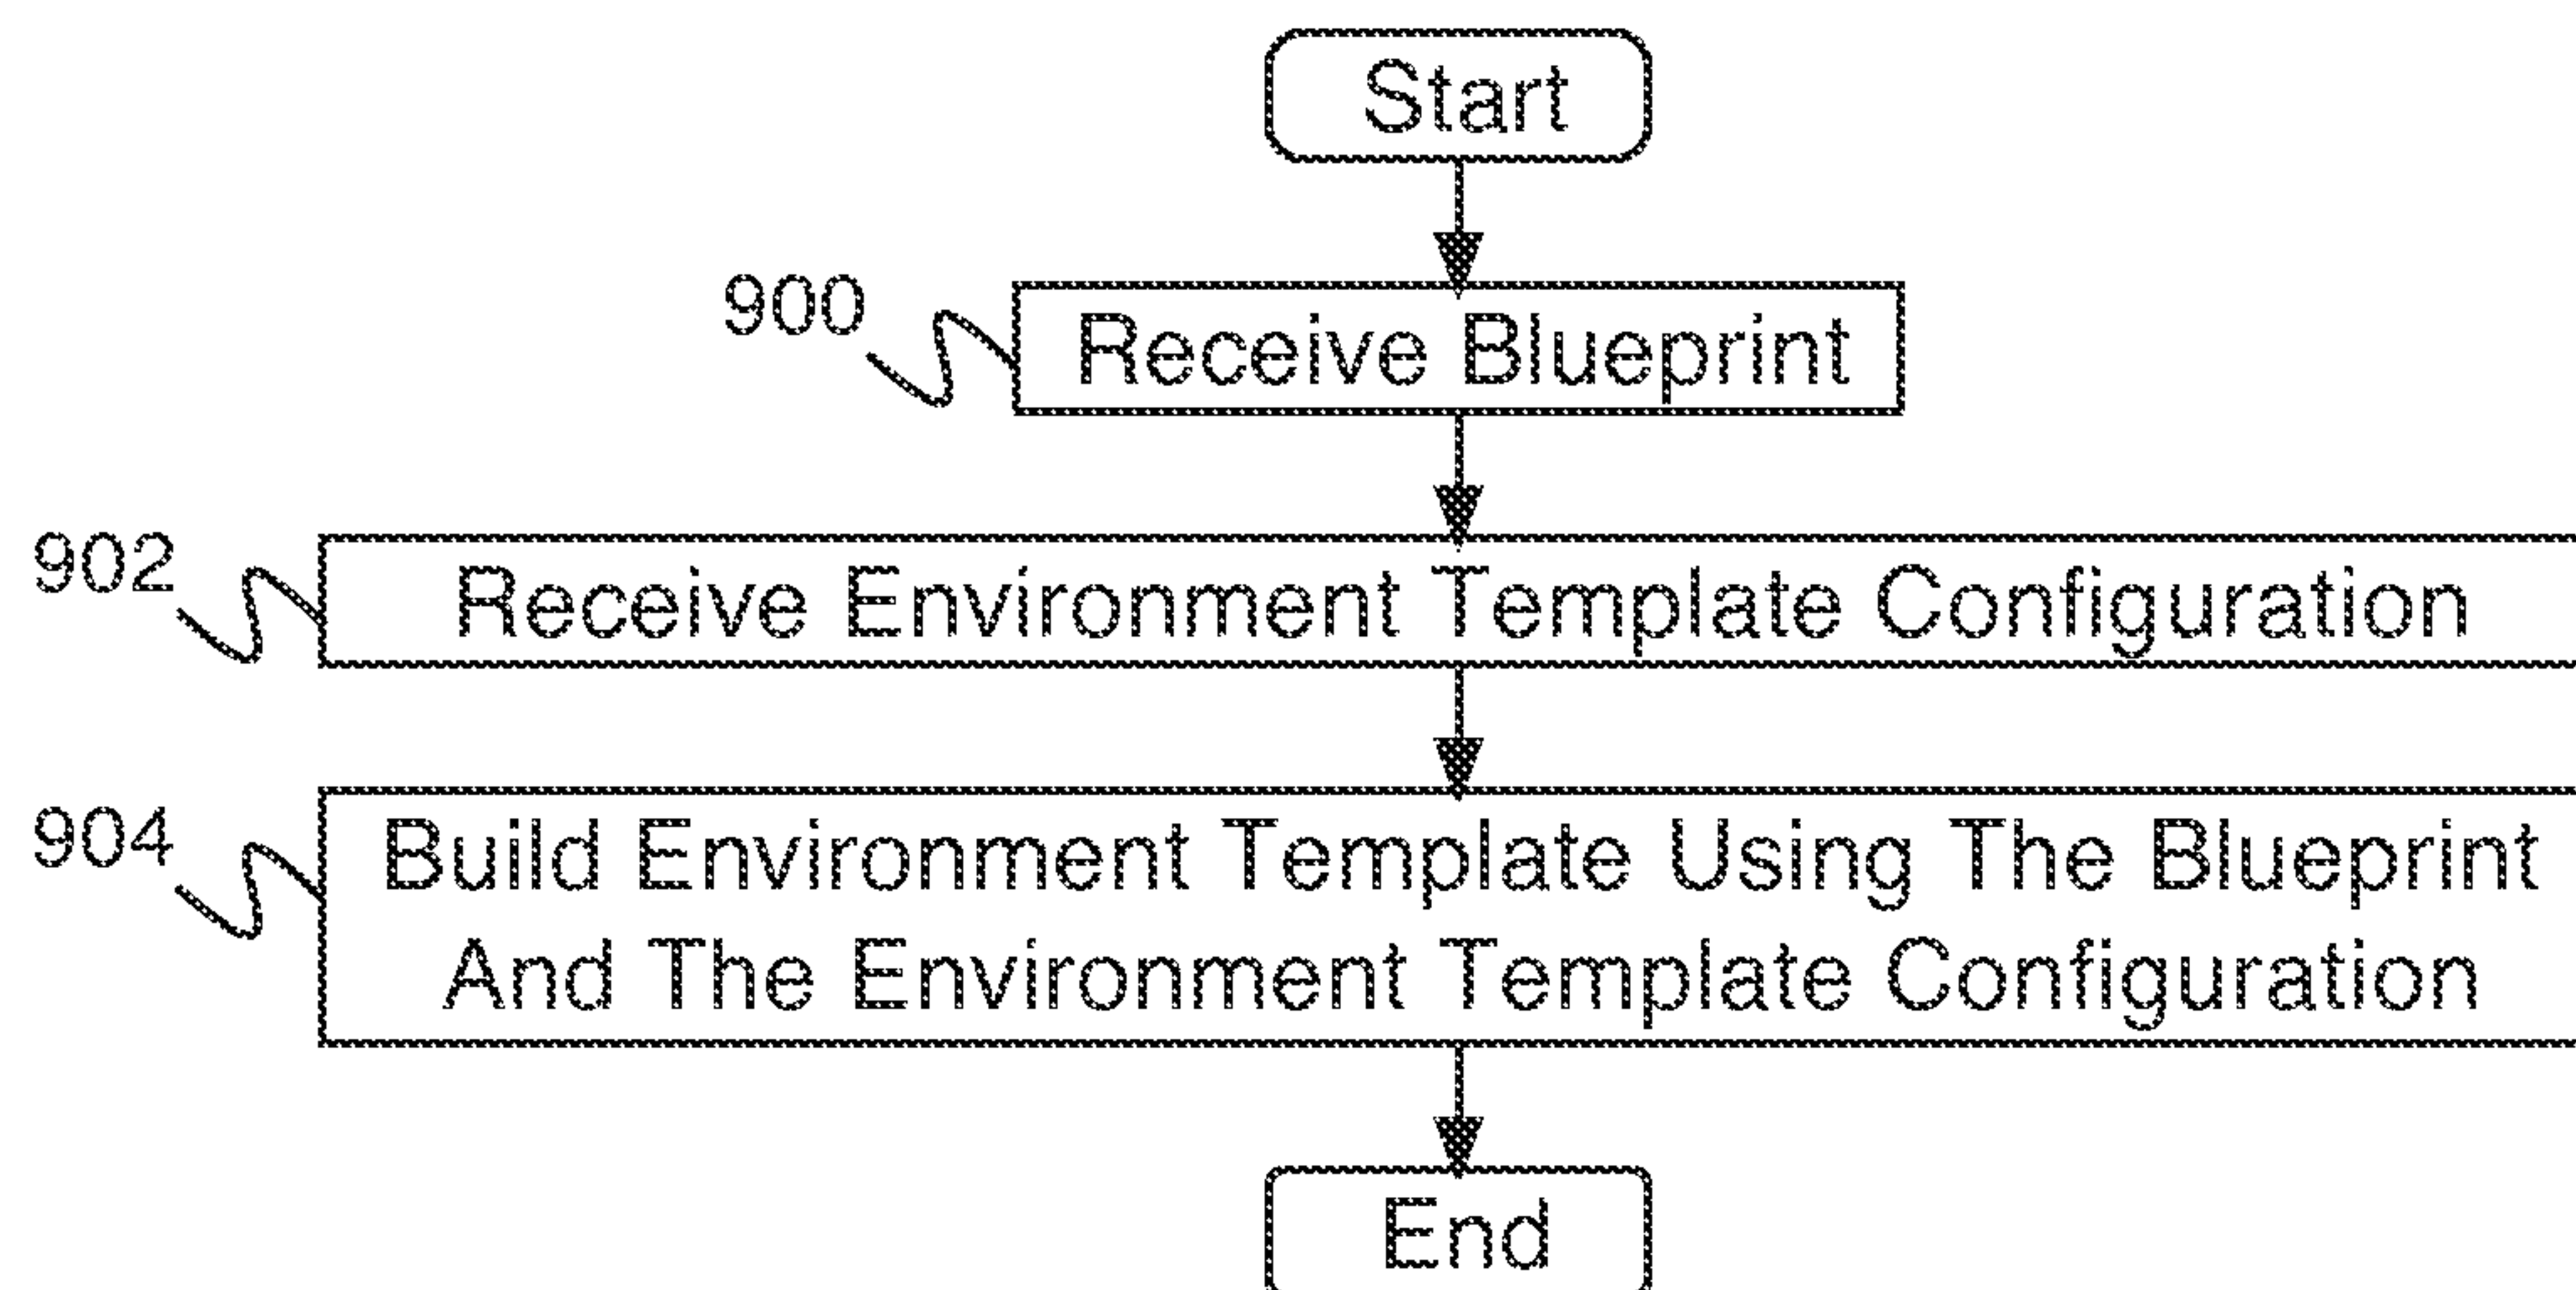 Start
900
Receive Blueprint
902
Receive Environment Template Configuration
904
Build Environment Template Using The Blueprint
And The Environment Template Configuration
End